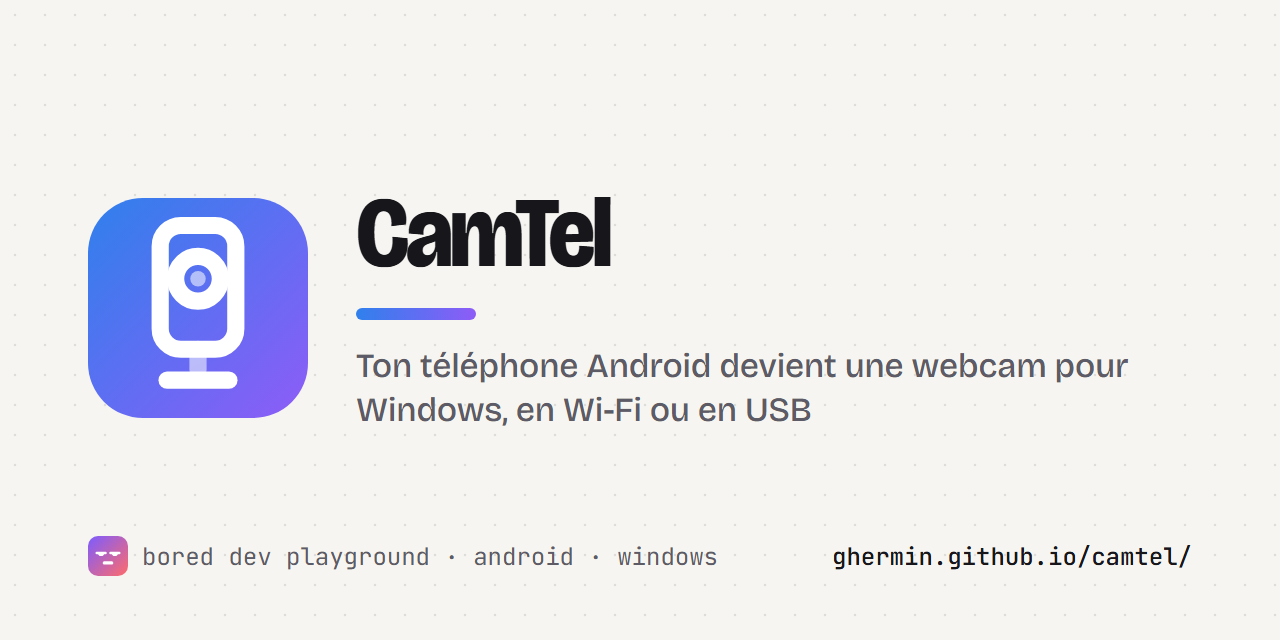 CamTel
Ton téléphone Android devient une webcam pour
Windows, en Wi-Fi ou en USB
bored dev playground · android · windows
ghermin.github.io/camtel/